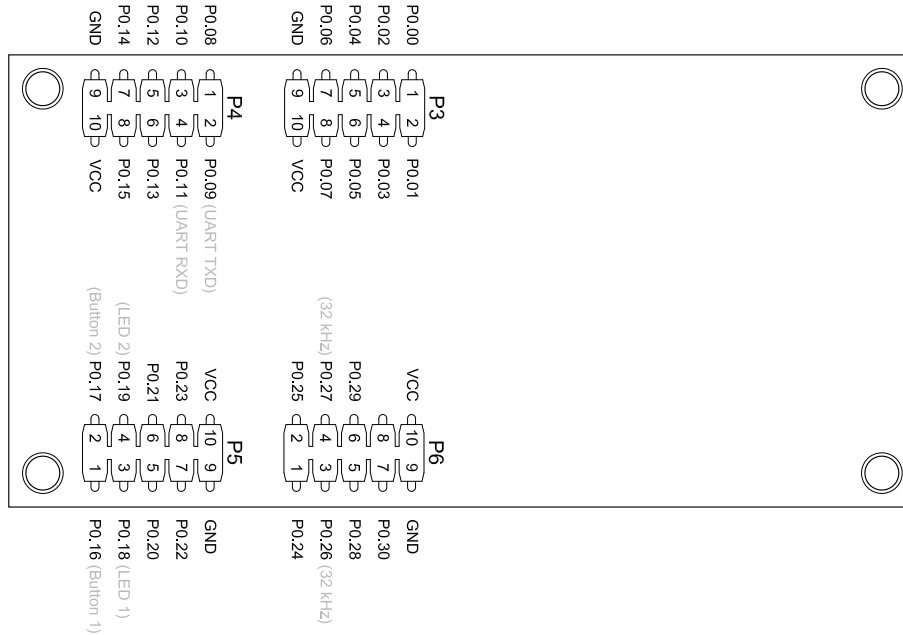 P0.08
P0.10
P0.12
P0.14
GND
P4
1 2
3 4
5 6
7 8
9 10
P0.09 (UART TXD)
P0.11 (UART RXD)
P0.13
P0.15
VCC
P0.00
P0.02
P0.04
P0.06
GND
P3
1 2
3 4
5 6
7 8
9 10
P0.01
P0.03
P0.05
P0.07
VCC
VCC
P0.23
P0.21
(LED 2) P0.19
(Button 2) P0.17
P5
10 9
8 7
6 5
4 3
2 1
GND
P0.22
P0.20
P0.18 (LED 1)
P0.16 (Button 1)
VCC
P0.29
(32 kHz) P0.27
P0.25
P6
10 9
8 7
6 5
4 3
2 1
GND
P0.30
P0.28
P0.26 (32 kHz)
P0.24